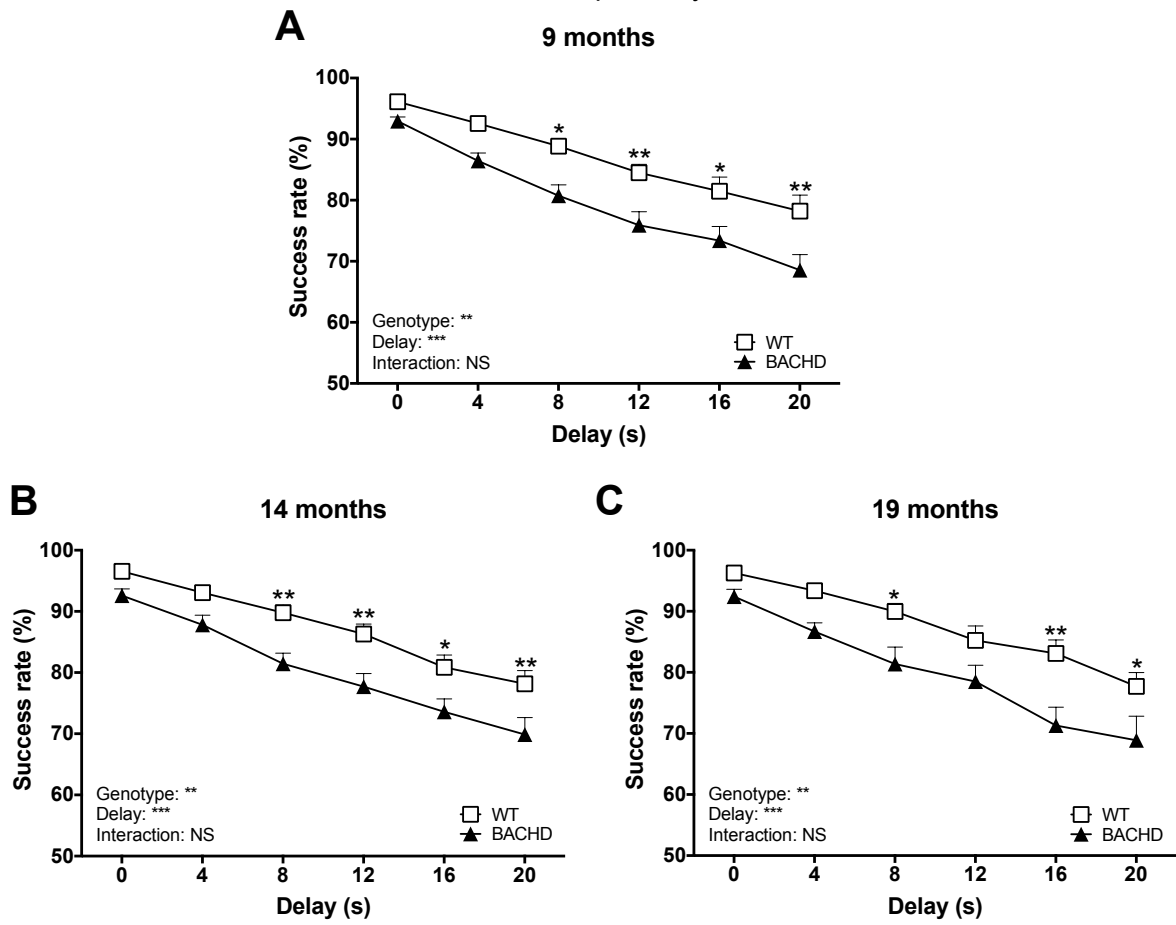 A
9 months
100
90
80
70
60
50
Success rate (%)
* ** * **
Genotype: **
Delay: ***
Interaction: NS
WT
BACHD
0 4 8 12 16 20
Delay (s)
B
14 months
100
90
80
70
60
50
Success rate (%)
** ** * **
Genotype: **
Delay: ***
Interaction: NS
WT
BACHD
0 4 8 12 16 20
Delay (s)
C
19 months
100
90
80
70
60
50
Success rate (%)
* ** *
Genotype: **
Delay: ***
Interaction: NS
WT
BACHD
0 4 8 12 16 20
Delay (s)